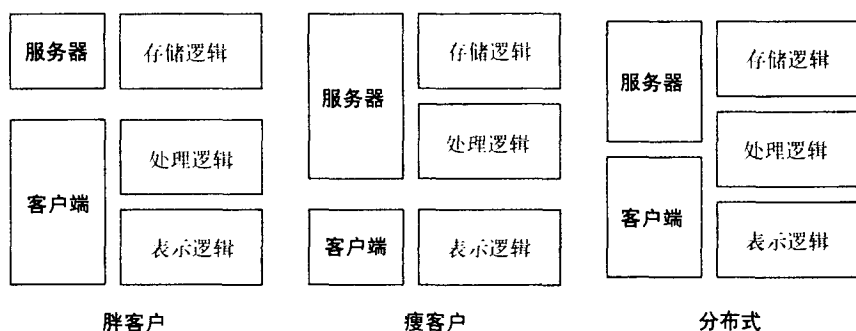 服务器
存储逻辑
客户端
处理逻辑
表示逻辑
胖客户
服务器
存储逻辑
处理逻辑
客户端
表示逻辑
瘦客户
服务器
存储逻辑
处理逻辑
客户端
表示逻辑
分布式